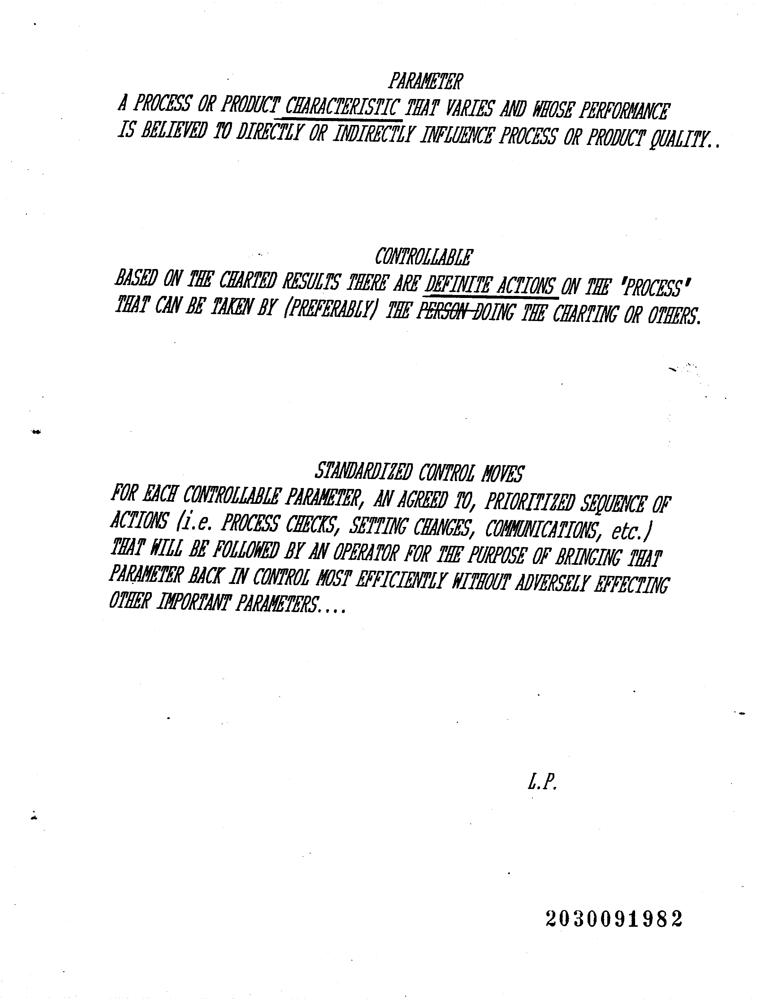 PARAMETER
A PROCESS OR PRODUCT CHARACTERISTIC THAT VARIES AND WHOSE PERFORMANCE
IS BELIEVED TO DIRECTLY OR INDIRECTLY INFLUENCE PROCESS OR PRODUCT QUALITY..
CONTROLLABLE
BASED ON THE CHARTED RESULTS THERE ARE DEFINITE ACTIONS ON THE "PROCESS"
THAT CAN BE TAKEN BY (PREFERABLY) THE PERSON DOING THE CHARTING OR OTHERS.
STANDARDIZED CONTROL MOVES
FOR EACH CONTROLLABLE PARAMETER, AN AGREED TO, PRIORITIZED SEQUENCE OF
ACTIONS (i.e. PROCESS CHECKS, SETTING CHANGES, COMMUNICATIONS, etc.)
THAT WILL BE FOLLOWED BY AN OPERATOR FOR THE PURPOSE OF BRINGING THAT
PARAMETER BACK IN CONTROL MOST EFFICIENTLY WITHOUT ADVERSELY EFFECTING
OTHER IMPORTANT PARAMETERS....
L.P.
2030091982